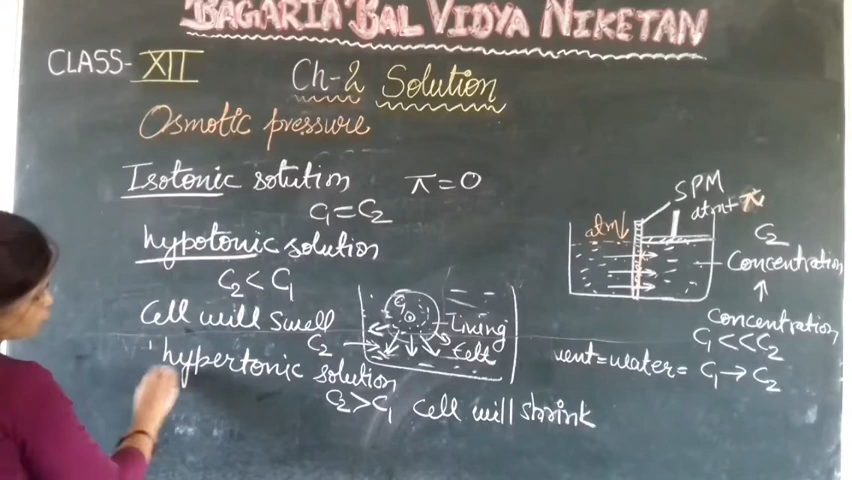 BAGARIA BAL VIDYA NIKETAN
CLASS- XII
Ch-2 Solution
Osmotic pressure
Isotonic solution π=0
C1=C2
hypotonic solution
C2<C1
Cell will swell
C1
Living
Cell
C2
hypertonic solution
C2>C1 Cell will shrink
SPM
atm
atm+π
C2
Concentration
Concentration
C1<<C2
vent=water= C1→C2